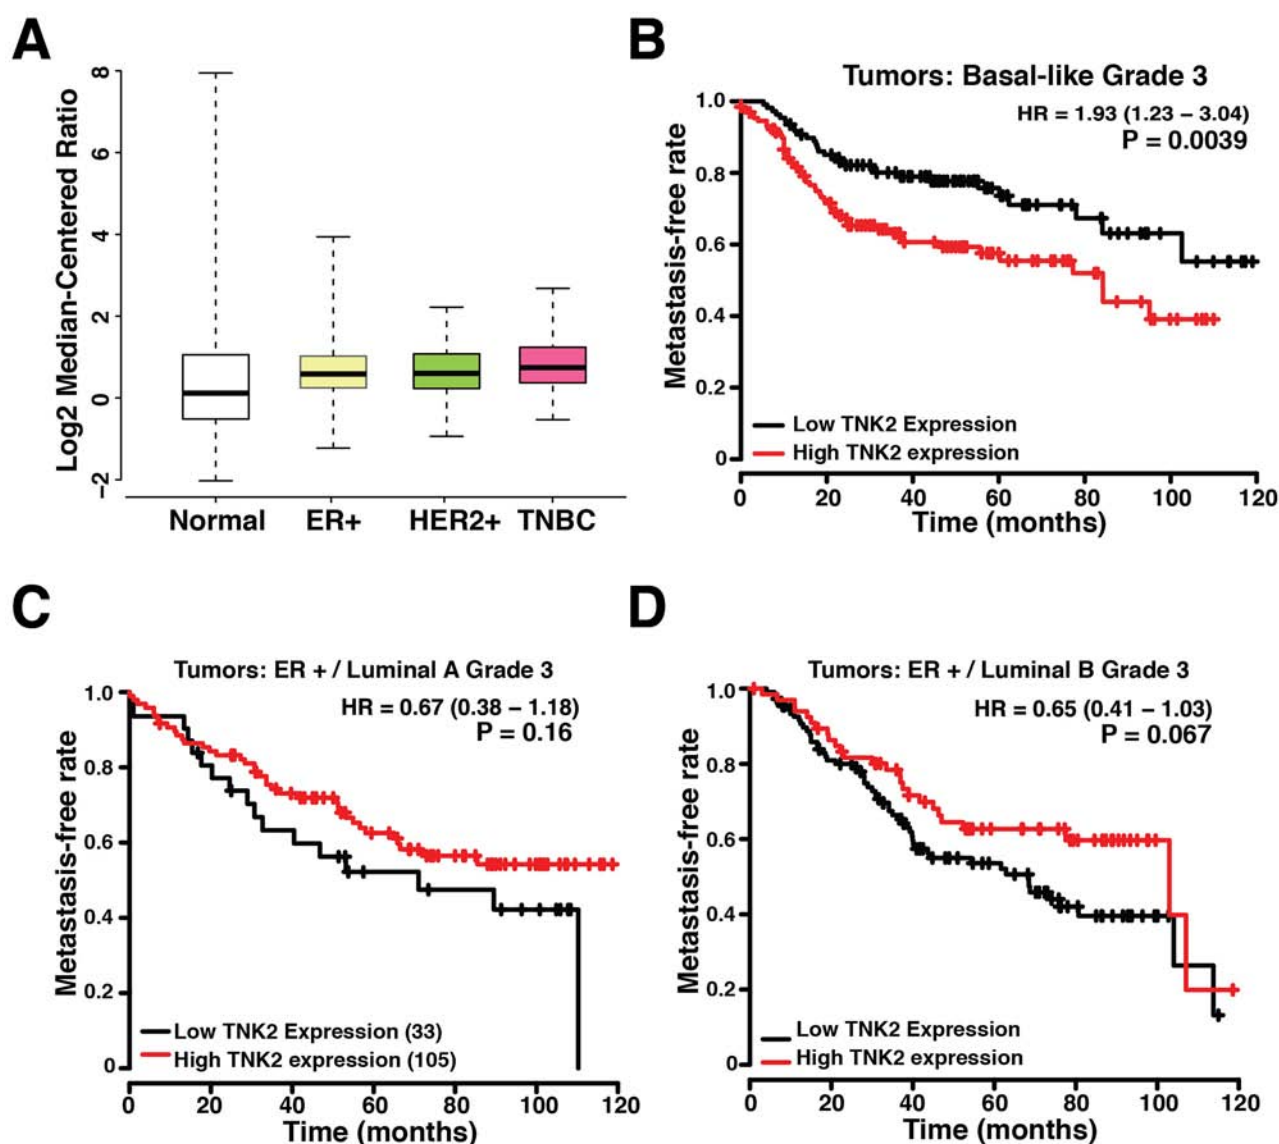 A
Log2 Median-Centered Ratio
8
6
4
2
0
−2
Normal ER+ HER2+ TNBC
B
Tumors: Basal-like Grade 3
HR = 1.93 (1.23 – 3.04)
P = 0.0039
Metastasis-free rate
1.0
0.8
0.6
0.4
0.2
0
Low TNK2 Expression
High TNK2 expression
0 20 40 60 80 100 120
Time (months)
C
Tumors: ER + / Luminal A Grade 3
HR = 0.67 (0.38 – 1.18)
P = 0.16
Metastasis-free rate
1.0
0.8
0.6
0.4
0.2
0
Low TNK2 Expression (33)
High TNK2 expression (105)
0 20 40 60 80 100 120
Time (months)
D
Tumors: ER + / Luminal B Grade 3
HR = 0.65 (0.41 – 1.03)
P = 0.067
Metastasis-free rate
1.0
0.8
0.6
0.4
0.2
0
Low TNK2 Expression
High TNK2 expression
0 20 40 60 80 100 120
Time (months)